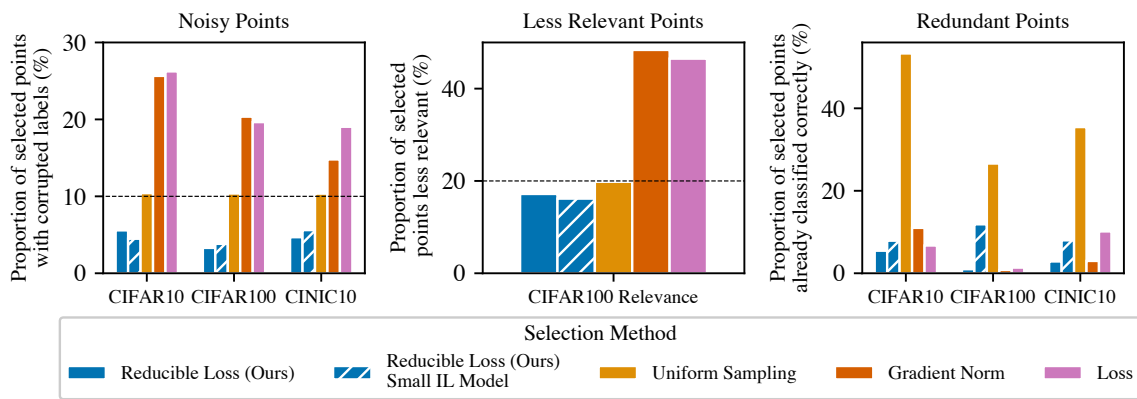 Noisy Points
Proportion of selected points
with corrupted labels (%)
30
20
10
0
CIFAR10 CIFAR100 CINIC10
Less Relevant Points
Proportion of selected
points less relevant (%)
40
20
0
CIFAR100 Relevance
Redundant Points
Proportion of selected points
already classified correctly (%)
40
20
0
CIFAR10 CIFAR100 CINIC10
Selection Method
Reducible Loss (Ours)
Reducible Loss (Ours)
Small IL Model
Uniform Sampling
Gradient Norm
Loss